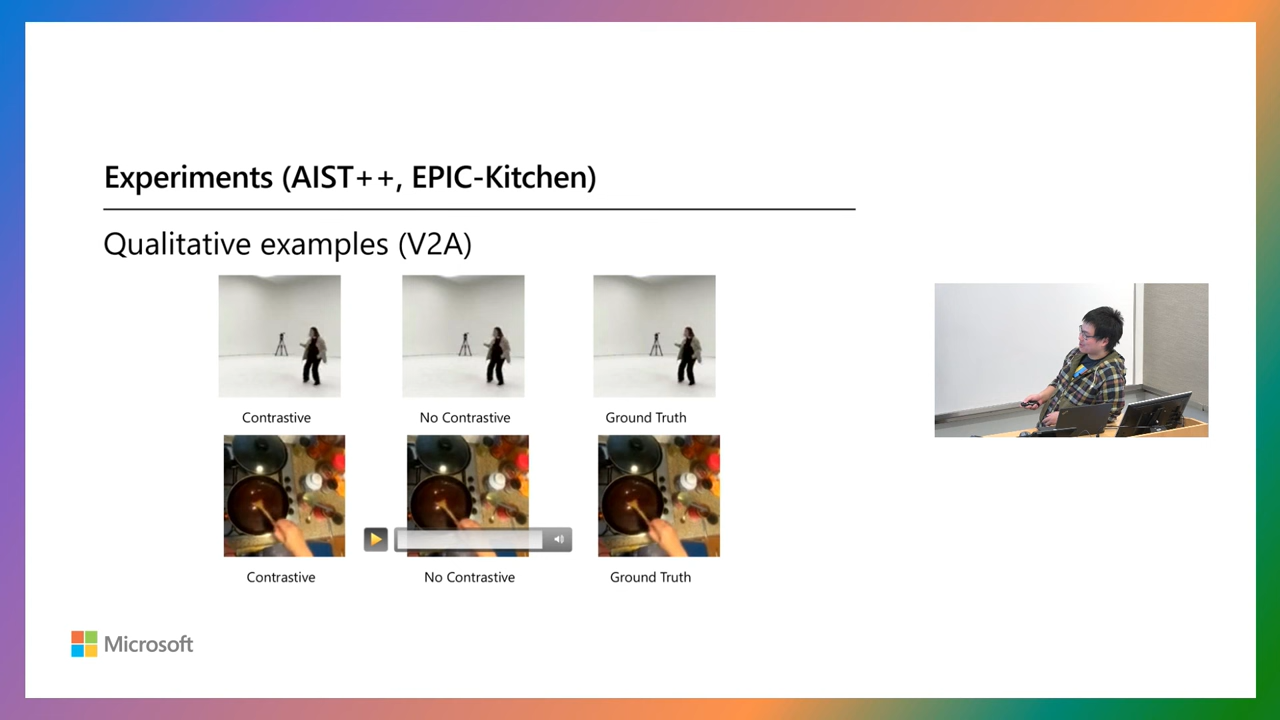 Experiments (AIST++, EPIC-Kitchen)
Qualitative examples (V2A)
Contrastive
No Contrastive
Ground Truth
Contrastive
No Contrastive
Ground Truth
Microsoft